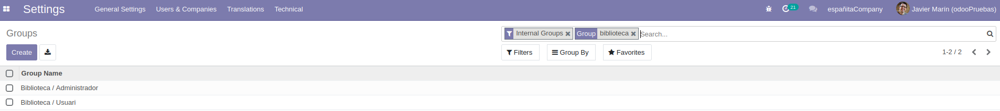 Settings General Settings Users & Companies Translations Technical 21 españitaCompany Javier Marín (odooPruebas)
Groups Internal Groups Group biblioteca Search...
Create Filters Group By Favorites 1-2 / 2
Group Name
Biblioteca / Administrador
Biblioteca / Usuari